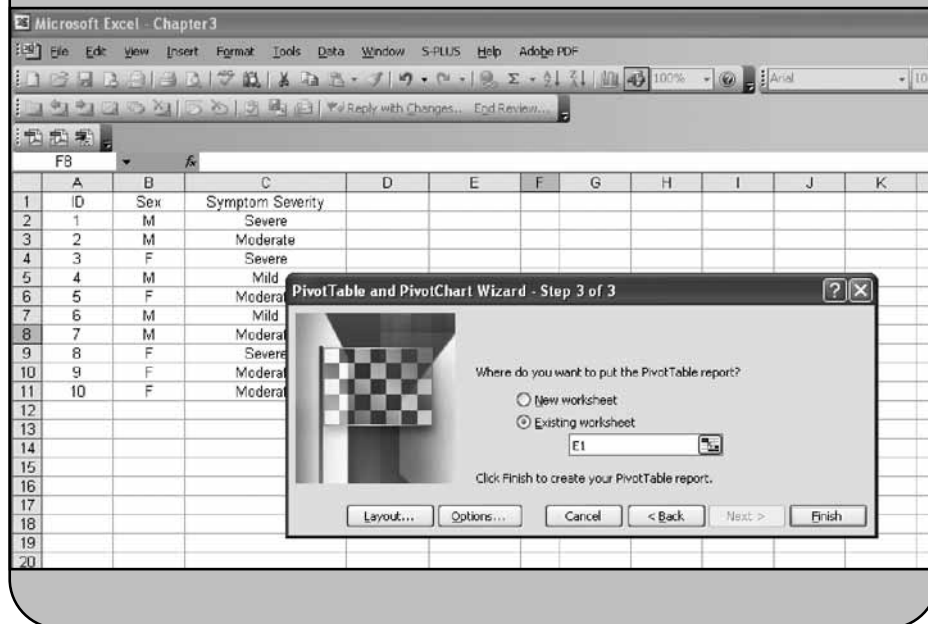 Microsoft Excel - Chapter3
File Edit View Insert Format Tools Data Window S-PLUS Help Adobe PDF
100% Arial 10
Reply with Changes... End Review...
F8 fx
A B C D E F G H I J K
1 ID Sex Symptom Severity
2 1 M Severe
3 2 M Moderate
4 3 F Severe
5 4 M Mild
6 5 F Moderat
7 6 M Mild
8 7 M Moderat
9 8 F Severe
10 9 F Moderat
11 10 F Moderat
12
13
14
15
16
17
18
19
20
PivotTable and PivotChart Wizard - Step 3 of 3
Where do you want to put the PivotTable report?
New worksheet
Existing worksheet
E1
Click Finish to create your PivotTable report.
Layout... Options... Cancel < Back Next > Finish